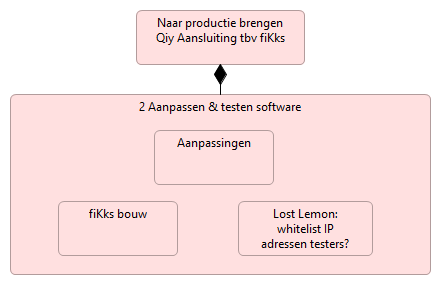 Naar productie brengen
Qiy Aansluiting tbv fiKks
2 Aanpassen & testen software
Aanpassingen
fiKks bouw
Lost Lemon:
whitelist IP
adressen testers?